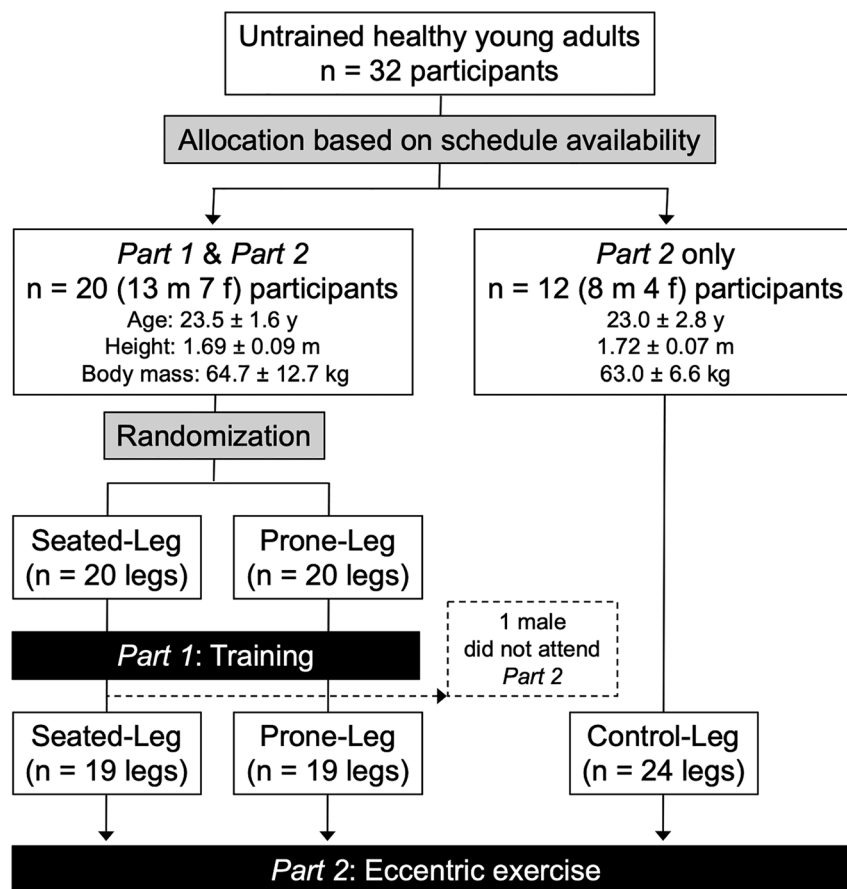 Untrained healthy young adults
n = 32 participants
Allocation based on schedule availability
Part 1 & Part 2
n = 20 (13 m 7 f) participants
Age: 23.5 ± 1.6 y
Height: 1.69 ± 0.09 m
Body mass: 64.7 ± 12.7 kg
Part 2 only
n = 12 (8 m 4 f) participants
23.0 ± 2.8 y
1.72 ± 0.07 m
63.0 ± 6.6 kg
Randomization
Seated-Leg
(n = 20 legs)
Prone-Leg
(n = 20 legs)
1 male
did not attend
Part 2
Part 1: Training
Seated-Leg
(n = 19 legs)
Prone-Leg
(n = 19 legs)
Control-Leg
(n = 24 legs)
Part 2: Eccentric exercise